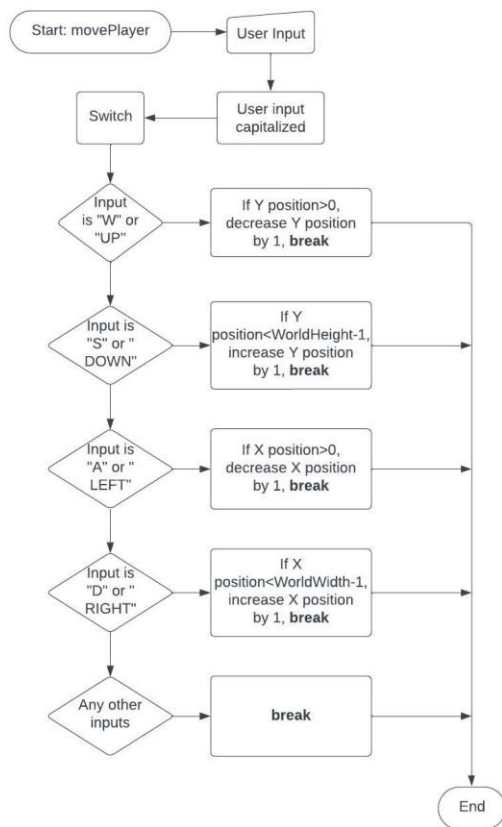 Start: movePlayer
User Input
User input
capitalized
Switch
Input
is "W" or
"UP"
If Y position>0,
decrease Y position
by 1, break
Input is
"S" or "
DOWN"
If Y
position<WorldHeight-1,
increase Y position
by 1, break
Input is
"A" or "
LEFT"
If X position>0,
decrease X position
by 1, break
Input is
"D" or "
RIGHT"
If X
position<WorldWidth-1,
increase X position
by 1, break
Any other
inputs
break
End